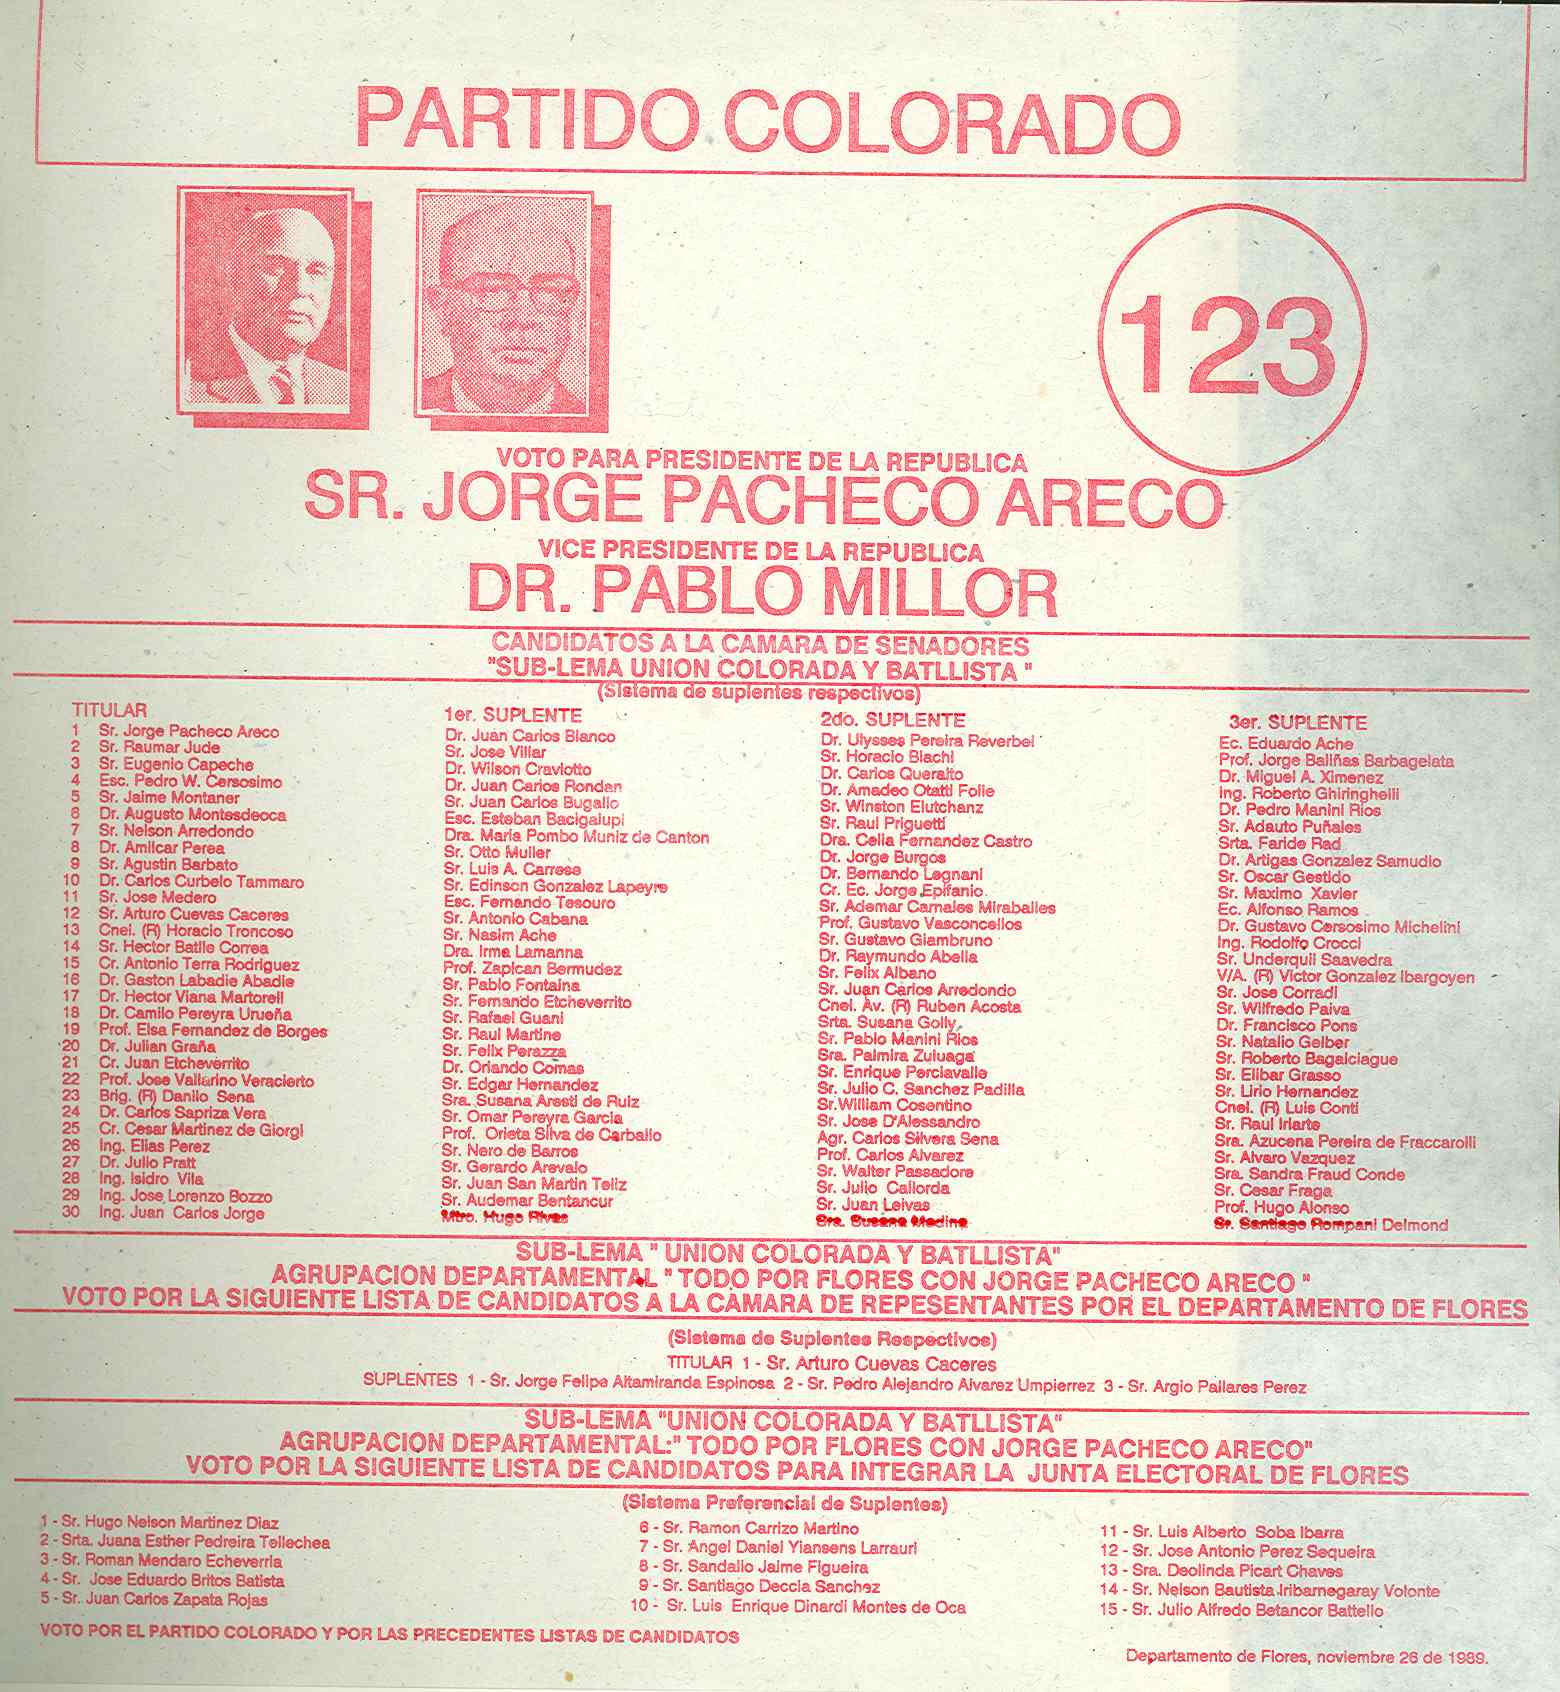 PARTIDO COLORADO
123
VOTO PARA PRESIDENTE DE LA REPUBLICA
SR. JORGE PACHECO ARECO
VICE PRESIDENTE DE LA REPUBLICA
DR. PABLO MILLOR
CANDIDATOS A LA CAMARA DE SENADORES
"SUB-LEMA UNION COLORADA Y BATLLISTA "
(Sistema de suplentes respectivos)
TITULAR
1 Sr. Jorge Pacheco Areco
2 Sr. Raumar Jude
3 Sr. Eugenio Capeche
4 Esc. Pedro W. Cersosimo
5 Sr. Jaime Montaner
6 Dr. Augusto Montesdeoca
7 Sr. Nelson Arredondo
8 Dr. Amilcar Perea
9 Sr. Agustin Barbato
10 Dr. Carlos Curbelo Tammaro
11 Sr. Jose Medero
12 Sr. Arturo Cuevas Caceres
13 Cnel. (R) Horacio Troncoso
14 Sr. Hector Batlle Correa
15 Cr. Antonio Terra Rodriguez
16 Dr. Gaston Labadie Abadie
17 Dr. Hector Viana Martorell
18 Dr. Camilo Pereyra Urueña
19 Prof. Elsa Fernandez de Borges
20 Dr. Julian Graña
21 Cr. Juan Etcheverrito
22 Prof. Jose Vallarino Veracierto
23 Brig. (R) Danilo Sena
24 Dr. Carlos Sapriza Vera
25 Cr. Cesar Martinez de Giorgi
26 Ing. Elias Perez
27 Dr. Julio Pratt
28 Ing. Isidro Vila
29 Ing. Jose Lorenzo Bozzo
30 Ing. Juan Carlos Jorge
1er. SUPLENTE
Dr. Juan Carlos Blanco
Sr. Jose Villar
Dr. Wilson Craviotto
Dr. Juan Carlos Rondan
Sr. Juan Carlos Bugallo
Esc. Esteban Bacigalupi
Dra. Maria Pombo Muniz de Canton
Sr. Otto Muller
Sr. Luis A. Carrese
Sr. Edinson Gonzalez Lapeyre
Esc. Fernando Tesouro
Sr. Antonio Cabana
Sr. Nasim Ache
Dra. Irma Lamanna
Prof. Zapican Bermudez
Sr. Pablo Fontaina
Sr. Fernando Etcheverrito
Sr. Rafael Guani
Sr. Raul Martine
Sr. Felix Perazza
Dr. Orlando Comas
Sr. Edgar Hernandez
Sra. Susana Aresti de Ruiz
Sr. Omar Pereyra Garcia
Prof. Orieta Silva de Carballo
Sr. Nero de Barros
Sr. Gerardo Arevalo
Sr. Juan San Martin Teliz
Sr. Audemar Bentancur
Mtro. Hugo Rivas
2do. SUPLENTE
Dr. Ulysses Pereira Reverbel
Sr. Horacio Blachi
Dr. Carlos Queralto
Dr. Amadeo Otatti Folle
Sr. Winston Elutchanz
Sr. Raul Priguetti
Dra. Celia Fernandez Castro
Dr. Jorge Burgos
Dr. Bernando Legnani
Cr. Ec. Jorge Epifanio
Sr. Ademar Carnales Miraballes
Prof. Gustavo Vasconcellos
Sr. Gustavo Giambruno
Dr. Raymundo Abella
Sr. Felix Albano
Sr. Juan Carlos Arredondo
Cnel. Av. (R) Ruben Acosta
Srta. Susana Golly
Sr. Pablo Manini Rios
Sra. Palmira Zuluaga
Sr. Enrique Perciavalle
Sr. Julio C. Sanchez Padilla
Sr.William Cosentino
Sr. Jose D'Alessandro
Agr. Carlos Silvera Sena
Prof. Carlos Alvarez
Sr. Walter Passadore
Sr. Julio Callorda
Sr. Juan Leivas
Sra. Susana Medina
3er. SUPLENTE
Ec. Eduardo Ache
Prof. Jorge Baliñas Barbagelata
Dr. Miguel A. Ximenez
Ing. Roberto Ghiringhelli
Dr. Pedro Manini Rios
Sr. Adauto Puñales
Srta. Faride Rad
Dr. Artigas Gonzalez Samudio
Sr. Oscar Gestido
Sr. Maximo Xavier
Ec. Alfonso Ramos
Dr. Gustavo Cersosimo Michelini
Ing. Rodolfo Crocci
Sr. Underquil Saavedra
V/A. (R) Victor Gonzalez Ibargoyen
Sr. Jose Corradi
Sr. Wilfredo Paiva
Dr. Francisco Pons
Sr. Natalio Gelber
Sr. Roberto Bagalciague
Sr. Elibar Grasso
Sr. Lirio Hernandez
Cnel. (R) Luis Conti
Sr. Raul Iriarte
Sra. Azucena Pereira de Fraccarolli
Sr. Alvaro Vazquez
Sra. Sandra Fraud Conde
Sr. Cesar Fraga
Prof. Hugo Alonso
Sr. Santiago Rompani Delmond
SUB-LEMA " UNION COLORADA Y BATLLISTA"
AGRUPACION DEPARTAMENTAL " TODO POR FLORES CON JORGE PACHECO ARECO "
VOTO POR LA SIGUIENTE LISTA DE CANDIDATOS A LA CAMARA DE REPESENTANTES POR EL DEPARTAMENTO DE FLORES
(Sistema de Suplentes Respectivos)
TITULAR 1 - Sr. Arturo Cuevas Caceres
SUPLENTES 1 - Sr. Jorge Felipe Altamiranda Espinosa 2 - Sr. Pedro Alejandro Alvarez Umpierrez 3 - Sr. Argio Pallares Perez
SUB-LEMA "UNION COLORADA Y BATLLISTA"
AGRUPACION DEPARTAMENTAL:" TODO POR FLORES CON JORGE PACHECO ARECO"
VOTO POR LA SIGUIENTE LISTA DE CANDIDATOS PARA INTEGRAR LA JUNTA ELECTORAL DE FLORES
(Sistema Preferencial de Suplentes)
1 - Sr. Hugo Nelson Martinez Diaz
2 - Srta. Juana Esther Pedreira Tellechea
3 - Sr. Roman Mendaro Echeverria
4 - Sr. Jose Eduardo Britos Batista
5 - Sr. Juan Carlos Zapata Rojas
6 - Sr. Ramon Carrizo Martino
7 - Sr. Angel Daniel Yiansens Larrauri
8 - Sr. Sandalio Jaime Figueira
9 - Sr. Santiago Deccia Sanchez
10 - Sr. Luis Enrique Dinardi Montes de Oca
11 - Sr. Luis Alberto Soba Ibarra
12 - Sr. Jose Antonio Perez Sequeira
13 - Sra. Deolinda Picart Chaves
14 - Sr. Nelson Bautista Iribarnegaray Volonte
15 - Sr. Julio Alfredo Betancor Battello
VOTO POR EL PARTIDO COLORADO Y POR LAS PRECEDENTES LISTAS DE CANDIDATOS
Departamento de Flores, noviembre 26 de 1989.